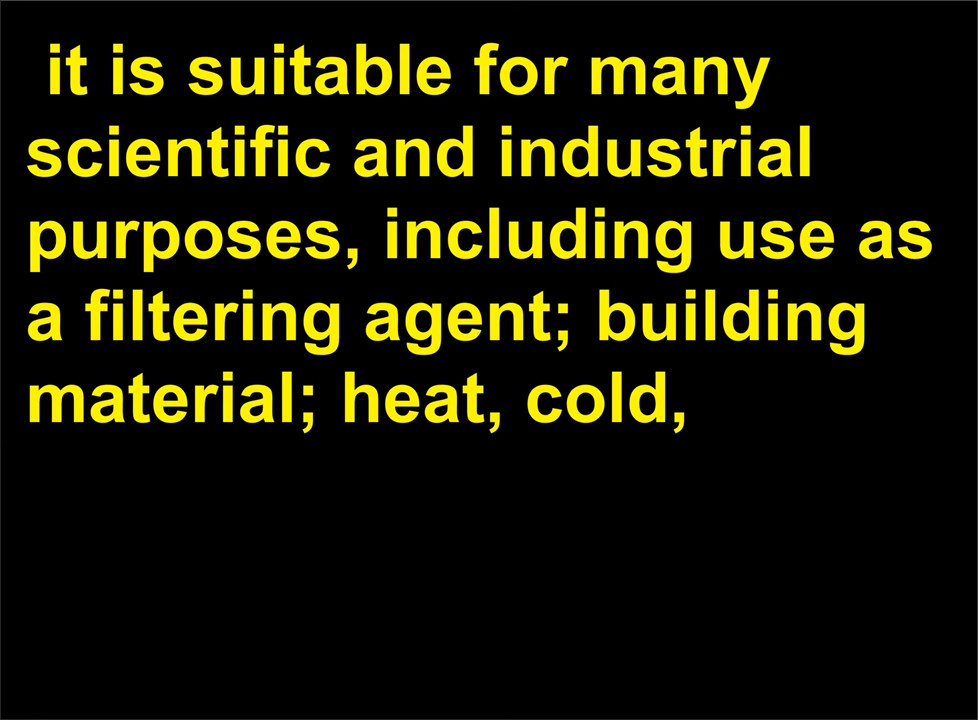 it is suitable for many
scientific and industrial
purposes, including use as
a filtering agent; building
material; heat, cold,